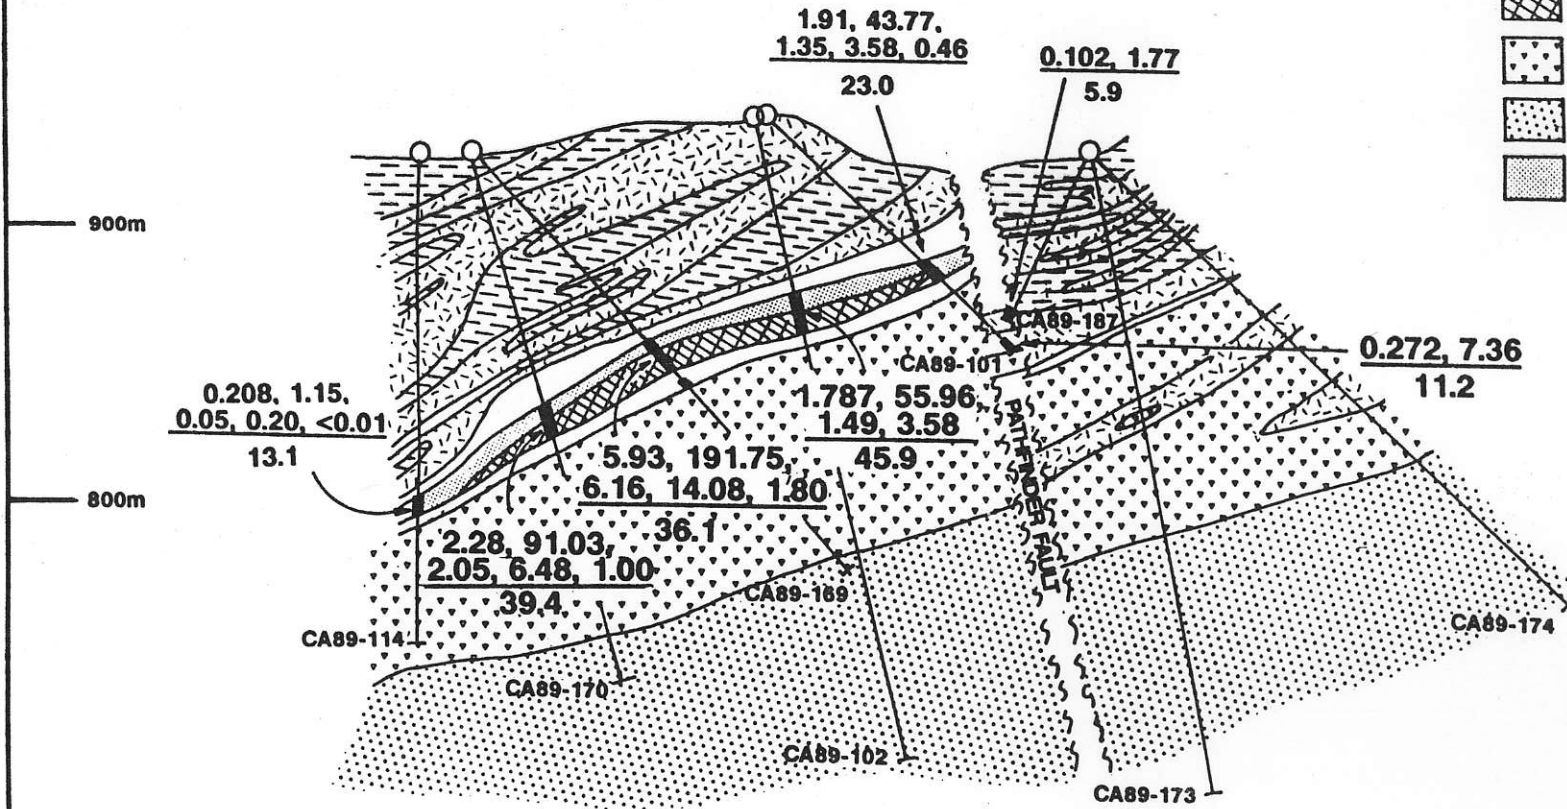 1.91, 43.77,
1.35, 3.58, 0.46
23.0
0.102, 1.77
5.9
900m
CA89-187
CA89-101
0.272, 7.36
11.2
0.208, 1.15,
0.05, 0.20, <0.01
13.1
1.787, 55.96,
1.49, 3.58
45.9
5.93, 191.75,
6.16, 14.08, 1.80
36.1
800m
2.28, 91.03,
2.05, 6.48, 1.00
39.4
PATHFINDER FAULT
CA89-169
CA89-174
CA89-114
CA89-170
CA89-102
CA89-173